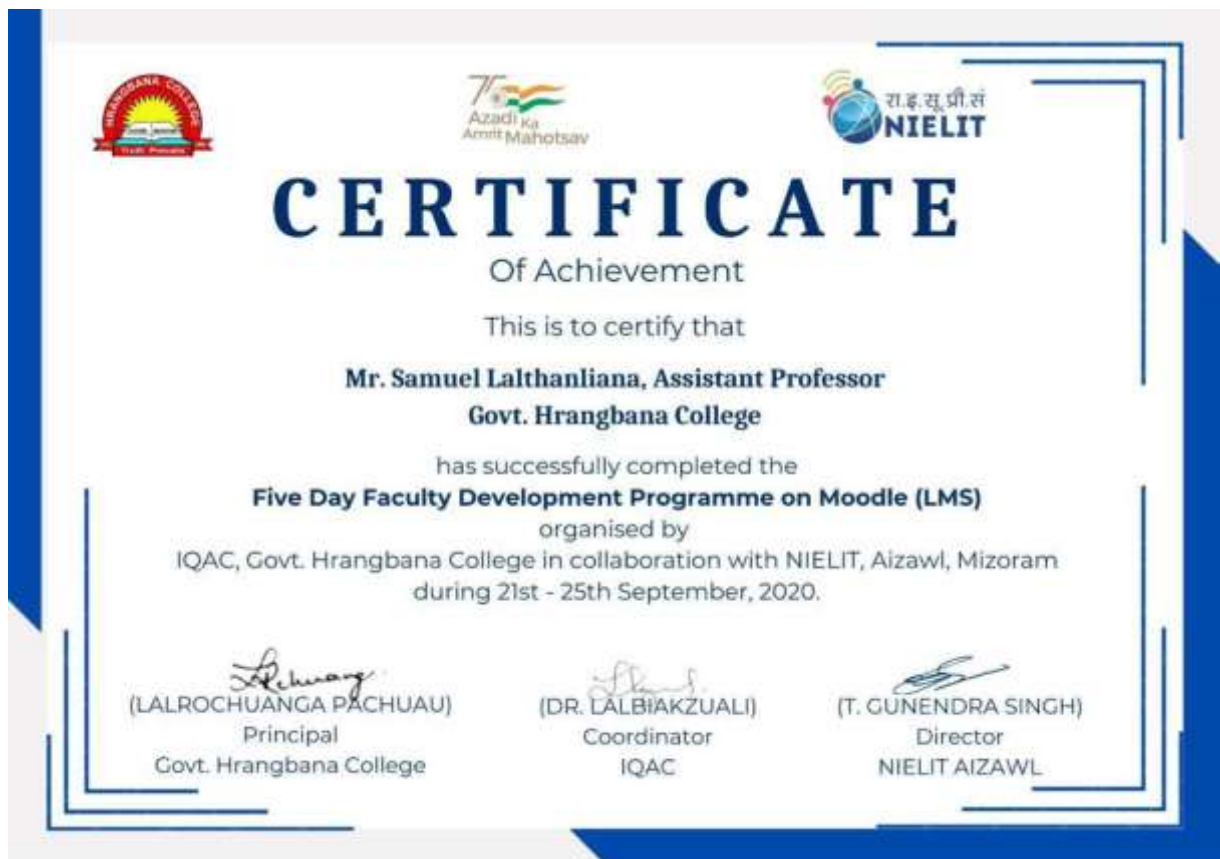 HRANGBANA COLLEGE
75
Azadi Ka
Amrit Mahotsav
रा.इ.सू.प्रौ.सं
NIELIT
CERTIFICATE
Of Achievement
This is to certify that
Mr. Samuel Lalthanliana, Assistant Professor
Govt. Hrangbana College
has successfully completed the
Five Day Faculty Development Programme on Moodle (LMS)
organised by
IQAC, Govt. Hrangbana College in collaboration with NIELIT, Aizawl, Mizoram
during 21st - 25th September, 2020.
(LALROCHUANGA PACHUAU)
Principal
Govt. Hrangbana College
(DR. LALBIAKZUALI)
Coordinator
IQAC
(T. GUNENDRA SINGH)
Director
NIELIT AIZAWL